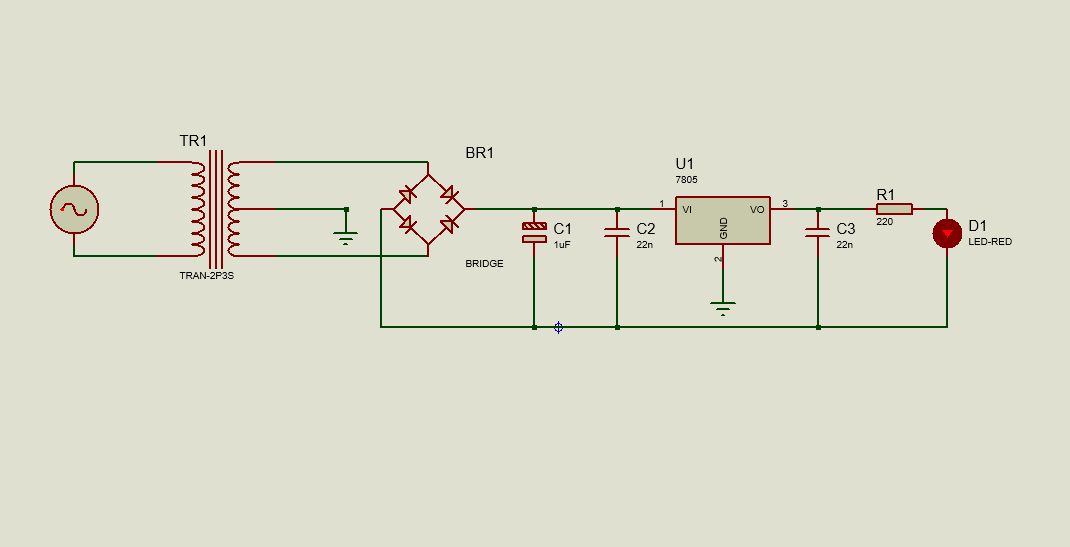 TR1
TRAN-2P3S
BR1
BRIDGE
C1
1uF
C2
22n
U1
7805
1
VI
VO
3
GND
2
C3
22n
R1
220
D1
LED-RED